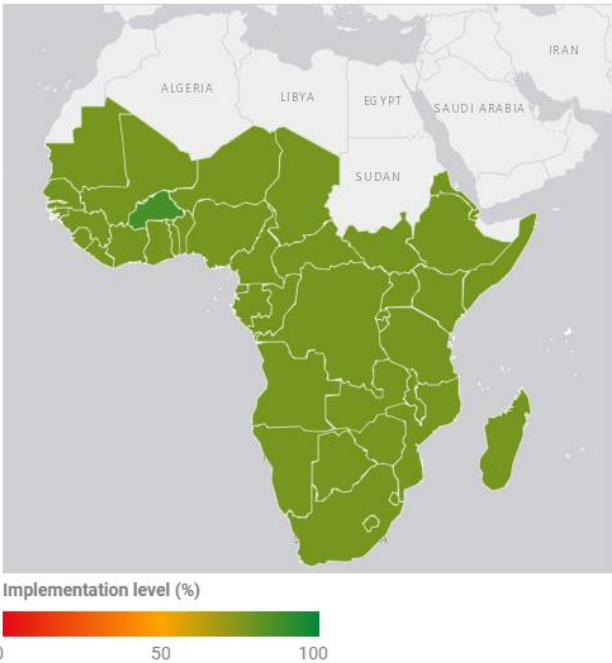 IRAN
ALGERIA
LIBYA
EGYPT
SAUDI ARABIA
SUDAN
Implementation level (%)
0 50 100